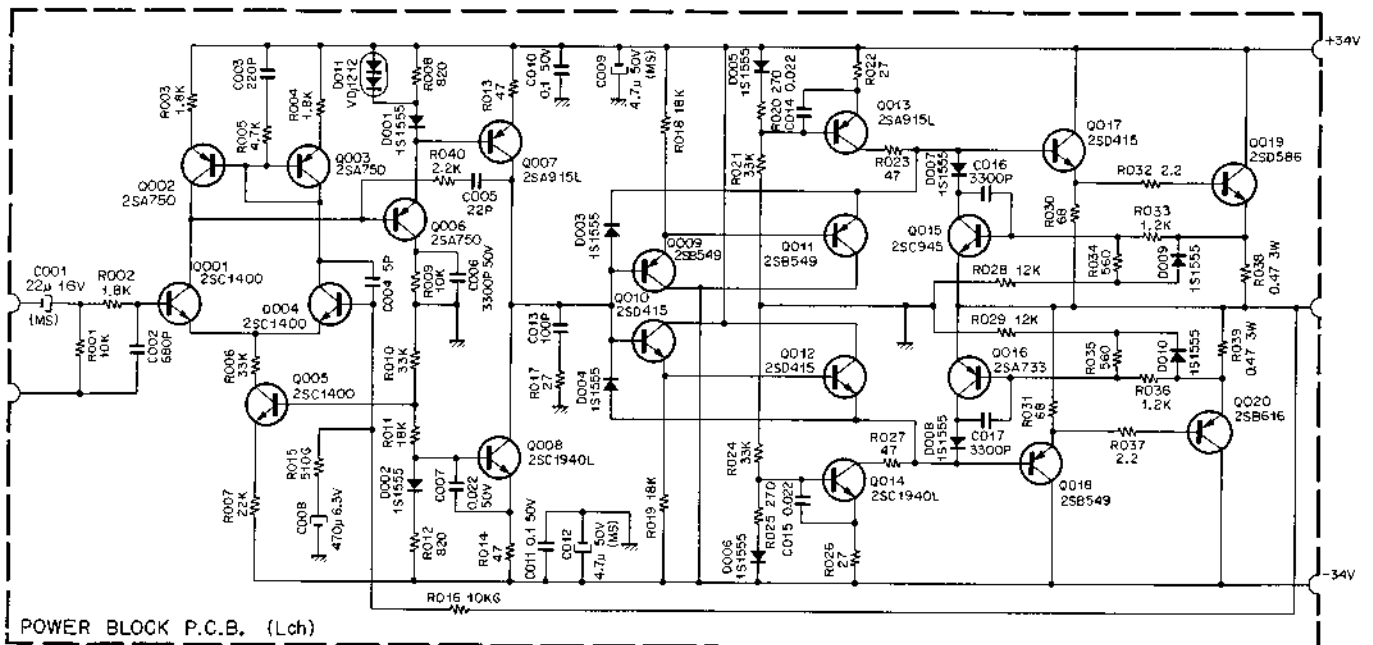 +34V
R003
1.8K
C003
220P
R005
4.7K
R004
1.8K
D011
VD1212
R008
820
D001
1S1555
R013
47
C010
0.1 50V
C009
4.7μ 50V
(MS)
R018 18K
D005
1S1555
R020 270
C014 0.022
R022
27
Q013
2SA915L
Q017
2SD415
Q019
2SD586
Q002
2SA750
Q003
2SA750
R040
2.2K
C005
22P
Q007
2SA915L
R021
33K
R023
47
D007
1S1555
C016
3300P
R032 2.2
R030
68
R033
1.2K
Q006
2SA750
D003
1S1555
Q009
2SB549
Q011
2SB549
Q015
2SC945
R034
560
D009
1S1555
R038
0.47 3W
C001
22μ 16V
(MS)
R002
1.8K
Q001
2SC1400
Q004
2SC1400
C004 5P
R009
10K
C006
3300P 50V
R028 12K
Q010
2SD415
R001
10K
C002
680P
R006
33K
R010
33K
C013
100P
R029 12K
R039
0.47 3W
Q005
2SC1400
R017
27
D004
1S1555
Q012
2SD415
Q016
2SA733
R035
560
D010
1S1555
R036
1.2K
Q020
2SB616
R011
18K
Q008
2SC1940L
R024
33K
R027
47
D008
1S1555
C017
3300P
R031
68
R037
2.2
R015
510G
C008
470μ 6.3V
R007
22K
D002
1S1555
C007
0.022
50V
R012
820
R014
47
C011 0.1 50V
C012
4.7μ 50V
(MS)
R019 18K
D006
1S1555
R025 270
C015 0.022
Q014
2SC1940L
R026
27
Q018
2SB549
-34V
R016 10KG
POWER BLOCK P.C.B. (Lch)